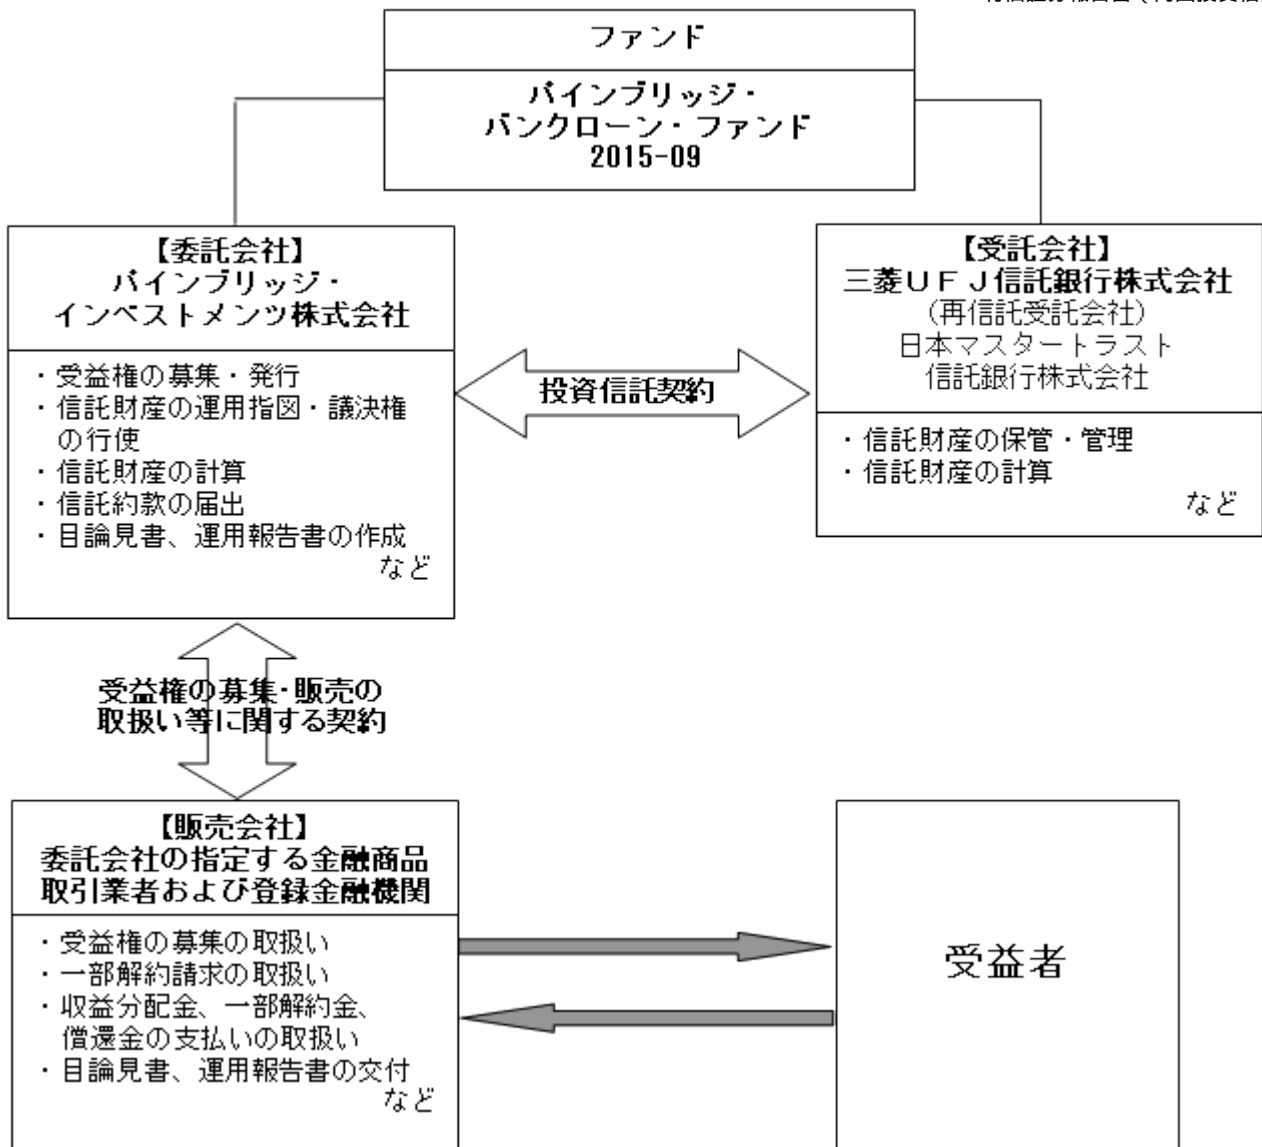 ファンド
パインブリッジ・
バンクローン・ファンド
2015-09
【委託会社】
パインブリッジ・
インベストメンツ株式会社
・受益権の募集・発行
・信託財産の運用指図・議決権
の行使
・信託財産の計算
・信託約款の届出
・目論見書、運用報告書の作成
など
投資信託契約
【受託会社】
三菱ＵＦＪ信託銀行株式会社
（再信託受託会社）
日本マスタートラスト
信託銀行株式会社
・信託財産の保管・管理
・信託財産の計算
など
受益権の募集・販売の
取扱い等に関する契約
【販売会社】
委託会社の指定する金融商品
取引業者および登録金融機関
・受益権の募集の取扱い
・一部解約請求の取扱い
・収益分配金、一部解約金、
償還金の支払いの取扱い
・目論見書、運用報告書の交付
など
受益者